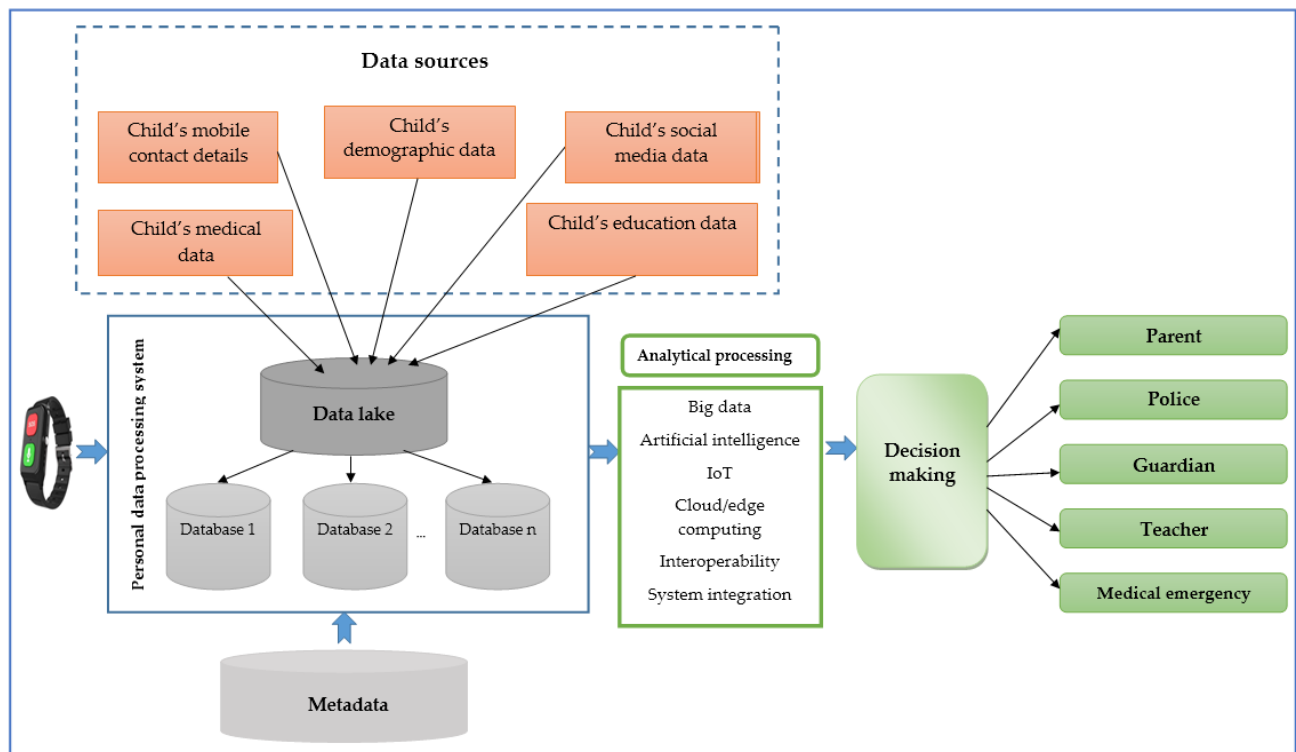 Data sources
Child’s mobile
contact details
Child’s
demographic data
Child’s social
media data
Child’s medical
data
Child’s education data
Personal data processing system
Data lake
Database 1
Database 2
...
Database n
Metadata
Analytical processing
Big data
Artificial intelligence
IoT
Cloud/edge
computing
Interoperability
System integration
Decision
making
Parent
Police
Guardian
Teacher
Medical emergency